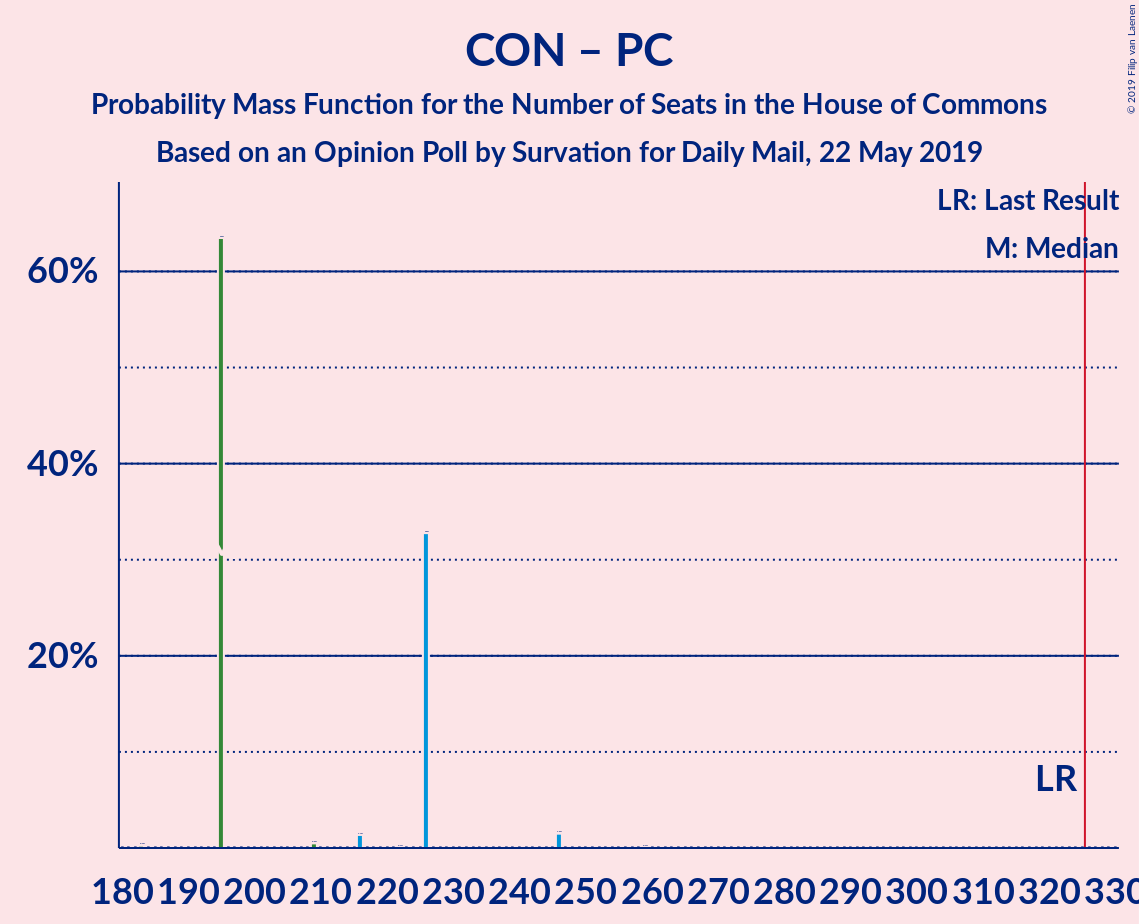 CON – PC
Probability Mass Function for the Number of Seats in the House of Commons
Based on an Opinion Poll by Survation for Daily Mail, 22 May 2019
© 2019 Filip van Laenen
LR: Last Result
M: Median
60%
40%
20%
LR
180 190 200 210 220 230 240 250 260 270 280 290 300 310 320 330